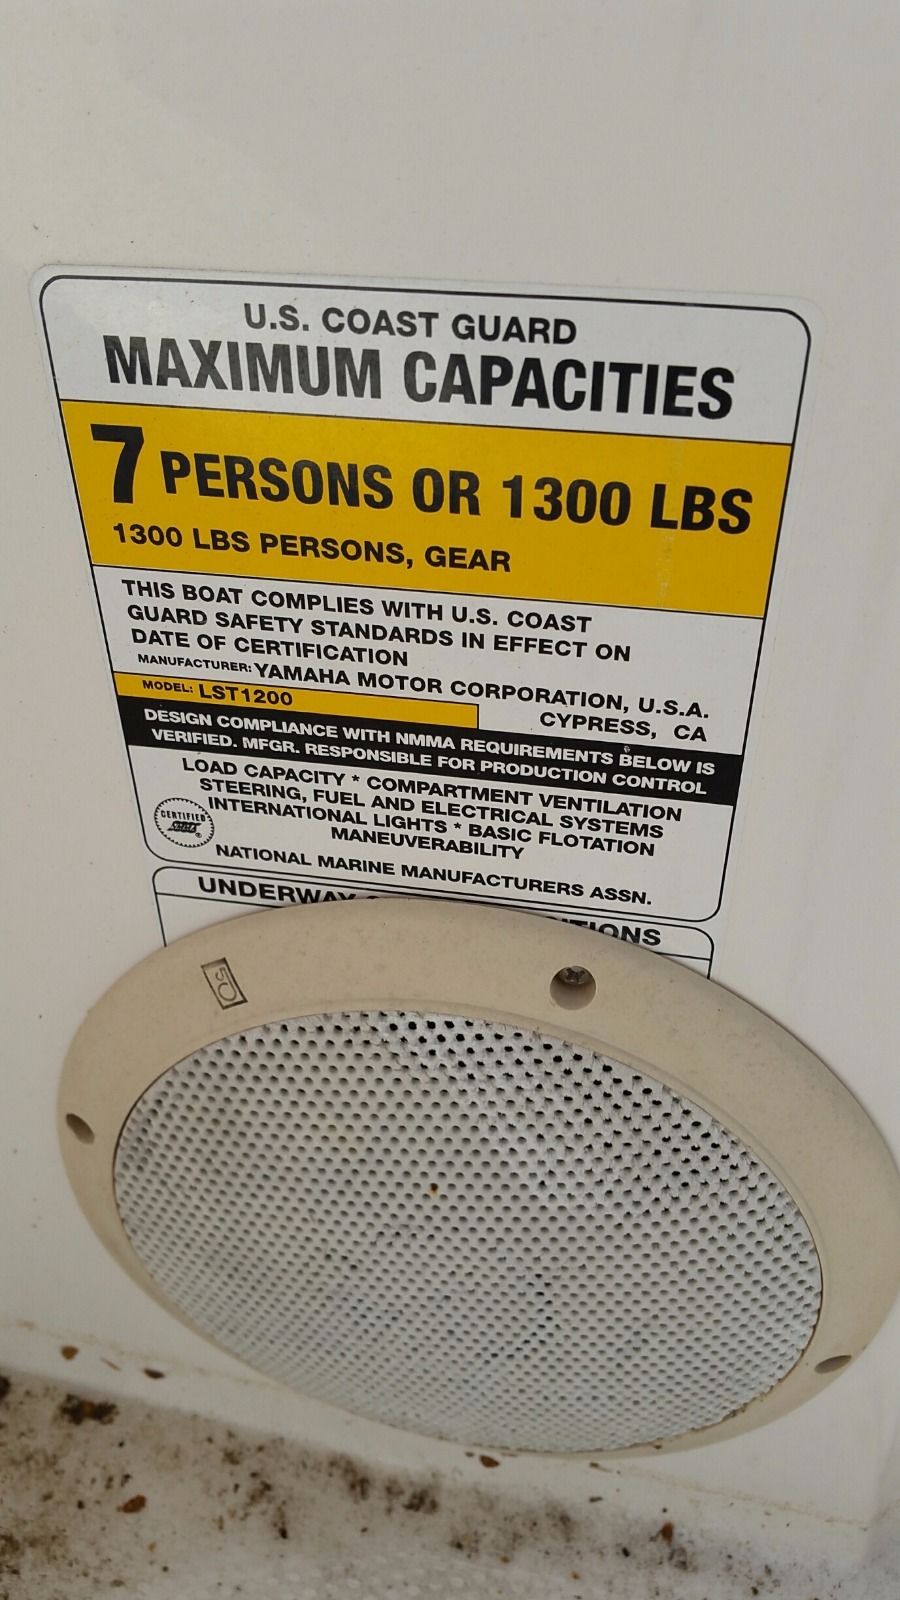 U.S. COAST GUARD
MAXIMUM CAPACITIES
7 PERSONS OR 1300 LBS
1300 LBS PERSONS, GEAR
THIS BOAT COMPLIES WITH U.S. COAST
GUARD SAFETY STANDARDS IN EFFECT ON
DATE OF CERTIFICATION
MANUFACTURER: YAMAHA MOTOR CORPORATION, U.S.A.
CYPRESS, CA
MODEL: LST1200
DESIGN COMPLIANCE WITH NMMA REQUIREMENTS BELOW IS
VERIFIED. MFGR. RESPONSIBLE FOR PRODUCTION CONTROL
LOAD CAPACITY * COMPARTMENT VENTILATION
STEERING, FUEL AND ELECTRICAL SYSTEMS
INTERNATIONAL LIGHTS * BASIC FLOTATION
MANEUVERABILITY
CERTIFIED
®
NATIONAL MARINE MANUFACTURERS ASSN.
UNDERWAY